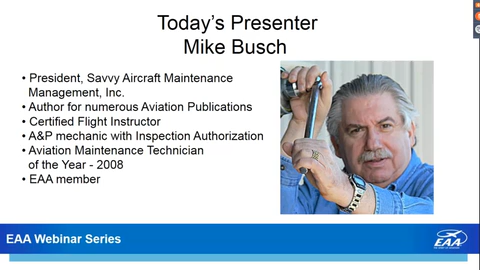 Today's Presenter
Mike Busch
• President, Savvy Aircraft Maintenance
Management, Inc.
• Author for numerous Aviation Publications
• Certified Flight Instructor
• A&P mechanic with Inspection Authorization
• Aviation Maintenance Technician
of the Year - 2008
• EAA member
EAA Webinar Series
EAA